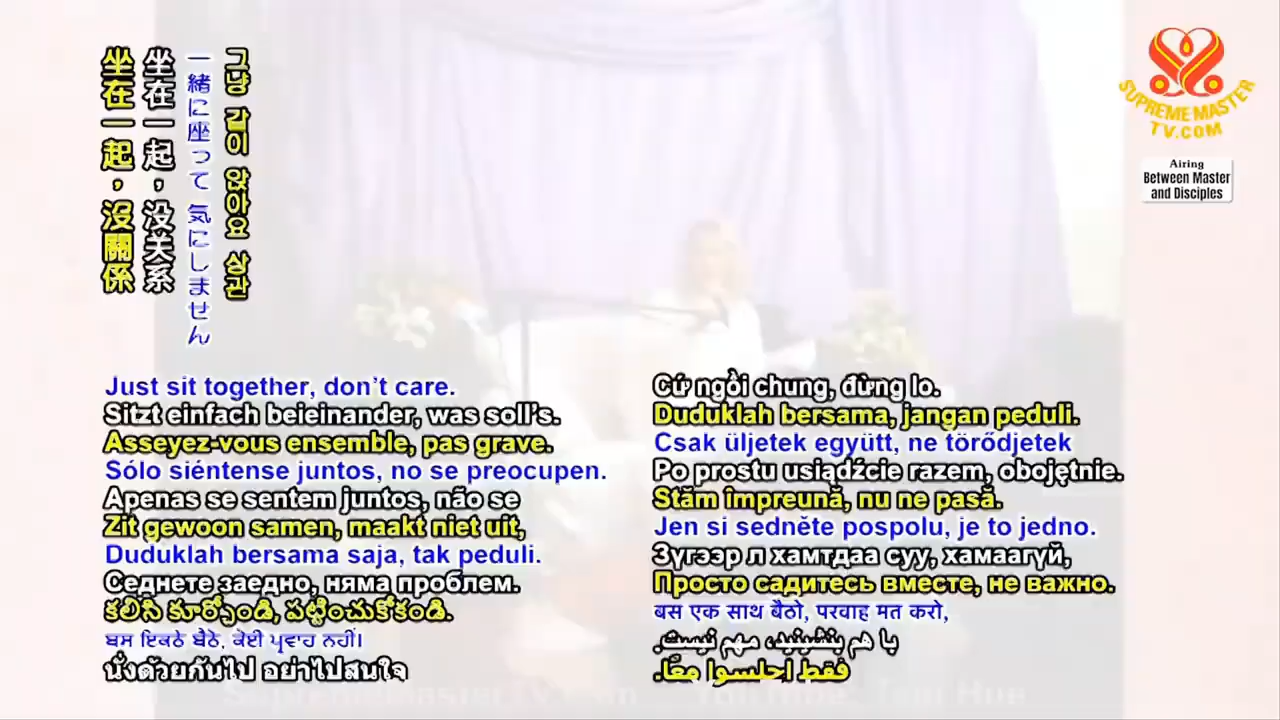 坐在一起，沒關係
坐在一起，没关系
一緒に座って 気にしません
그냥 같이 앉아요 상관
SUPREME MASTER
TV.COM
Airing
Between Master
and Disciples
Just sit together, don't care.
Sitzt einfach beieinander, was soll's.
Asseyez-vous ensemble, pas grave.
Sólo siéntense juntos, no se preocupen.
Apenas se sentem juntos, não se
Zit gewoon samen, maakt niet uit,
Duduklah bersama saja, tak peduli.
Седнете заедно, няма проблем.
కలిసి కూర్చోండి, పట్టించుకోకండి.
ਬਸ ਇਕਠੇ ਬੈਠੋ, ਕੋਈ ਪ੍ਰਵਾਹ ਨਹੀਂ।
นั่งด้วยกันไป อย่าไปสนใจ
Cứ ngồi chung, đừng lo.
Duduklah bersama, jangan peduli.
Csak üljetek együtt, ne törődjetek
Po prostu usiądźcie razem, obojętnie.
Stăm împreună, nu ne pasă.
Jen si sedněte pospolu, je to jedno.
Зүгээр л хамтдаа суу, хамаагүй,
Просто садитесь вместе, не важно.
बस एक साथ बैठो, परवाह मत करो,
با هم بنشینید، مهم نیست.
فقط اجلسوا معًا.